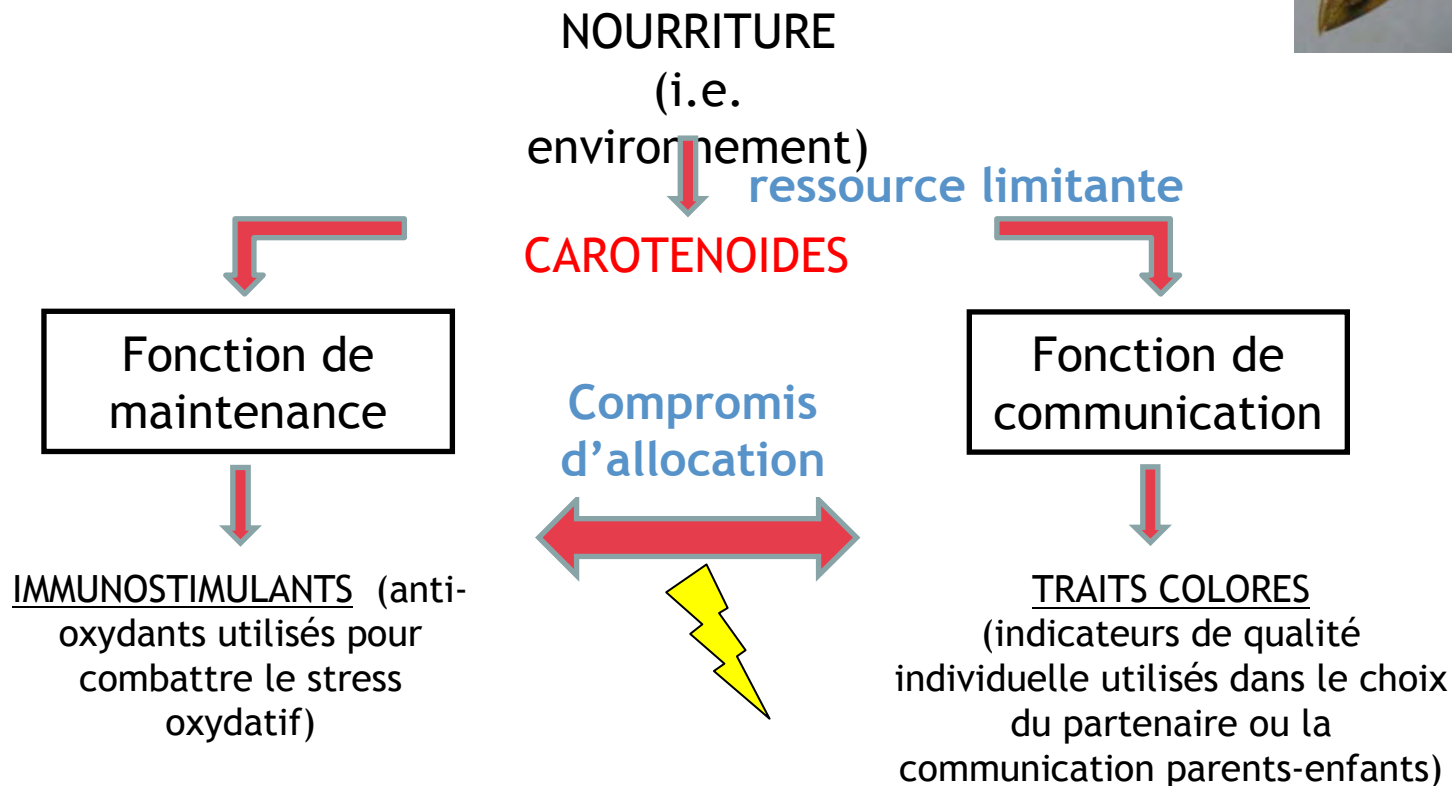 NOURRITURE
(i.e.
environnement)
ressource limitante
CAROTENOIDES
Fonction de
maintenance
Compromis
d’allocation
Fonction de
communication
IMMUNOSTIMULANTS (anti-
oxydants utilisés pour
combattre le stress
oxydatif)
TRAITS COLORES
(indicateurs de qualité
individuelle utilisés dans le choix
du partenaire ou la
communication parents-enfants)